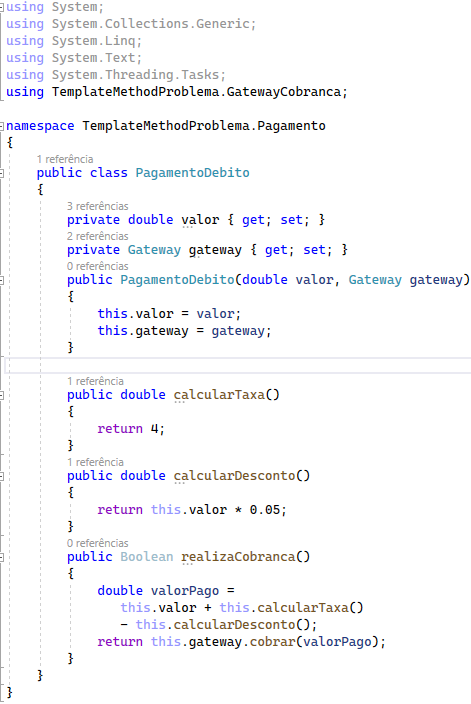 using System;
using System.Collections.Generic;
using System.Linq;
using System.Text;
using System.Threading.Tasks;
using TemplateMethodProblema.GatewayCobranca;
namespace TemplateMethodProblema.Pagamento
{
1 referência
public class PagamentoDebito
{
3 referências
private double valor { get; set; }
2 referências
private Gateway gateway { get; set; }
0 referências
public PagamentoDebito(double valor, Gateway gateway)
{
this.valor = valor;
this.gateway = gateway;
}
1 referência
public double calcularTaxa()
{
return 4;
}
1 referência
public double calcularDesconto()
{
return this.valor * 0.05;
}
0 referências
public Boolean realizaCobranca()
{
double valorPago =
this.valor + this.calcularTaxa()
- this.calcularDesconto();
return this.gateway.cobrar(valorPago);
}
}
}